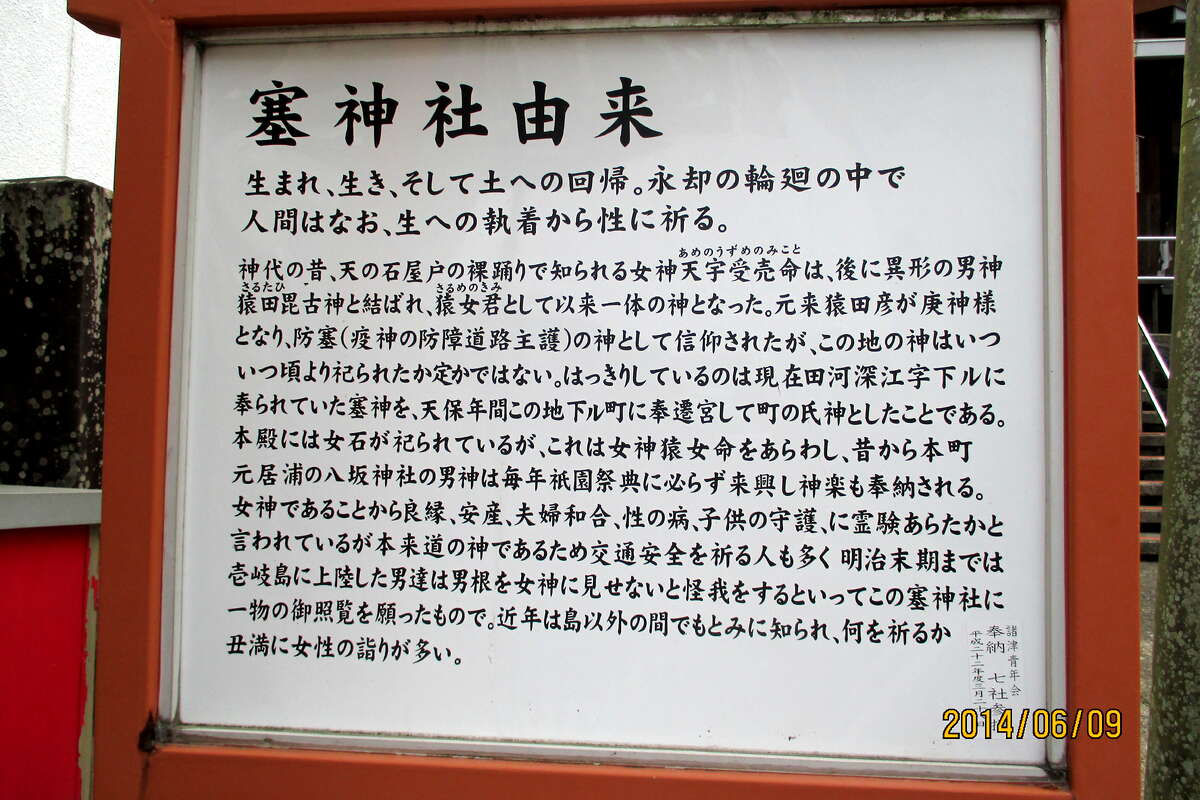 塞神社由来
生まれ、生き、そして土への回帰。永却の輪廻の中で
人間はなお、生への執着から性に祈る。
あめのうずめのみこと
神代の昔、天の石屋戸の裸踊りで知られる女神天宇受売命は、後に異形の男神
さるたひ さるめのきみ
猿田毘古神と結ばれ、猿女君として以来一体の神となった。元来猿田彦が庚神様
となり、防塞(疫神の防障道路主護)の神として信仰されたが、この地の神はいつ
いつ頃より祀られたか定かではない。はっきりしているのは現在田河深江字下ルに
奉られていた塞神を、天保年間この地下ル町に奉遷宮して町の氏神としたことである。
本殿には女石が祀られているが、これは女神猿女命をあらわし、昔から本町
元居浦の八坂神社の男神は毎年祇園祭典に必らず来興し神楽も奉納される。
女神であることから良縁、安産、夫婦和合、性の病、子供の守護、に霊験あらたかと
言われているが本来道の神であるため交通安全を祈る人も多く 明治末期までは
壱岐島に上陸した男達は男根を女神に見せないと怪我をするといってこの塞神社に
一物の御照覧を願ったもので。近年は島以外の間でもとみに知られ、何を祈るか
丑満に女性の詣りが多い。
諸津青年会
奉納 七社参
平成二十二年度三月二十
2014/06/09